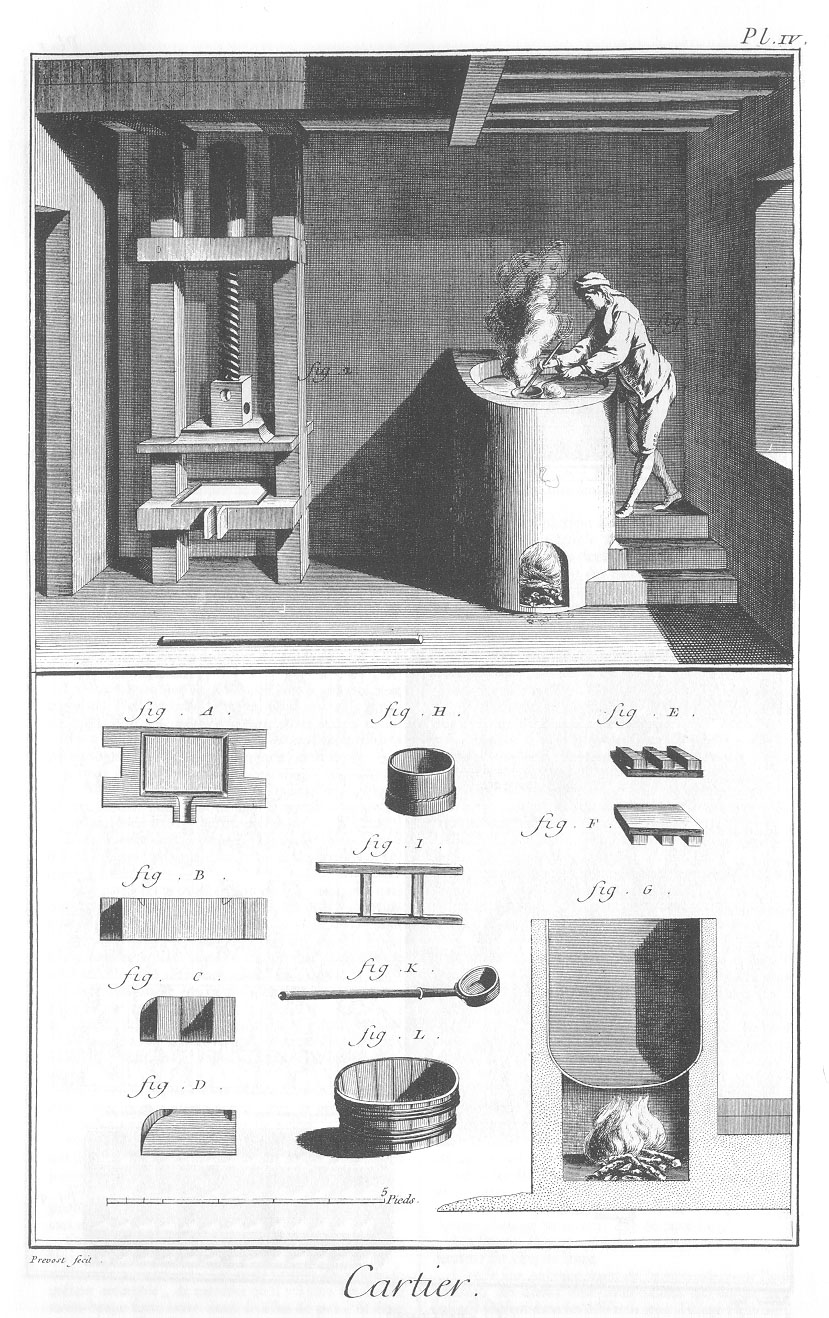 Pl. IV.
fig. 1.
fig. 2
fig. A.
fig. H.
fig. E.
fig. F.
fig. I.
fig. B.
fig. G.
fig. C.
fig. K.
fig. L.
fig. D.
5 Pieds.
Prevost fecit.
Cartier.